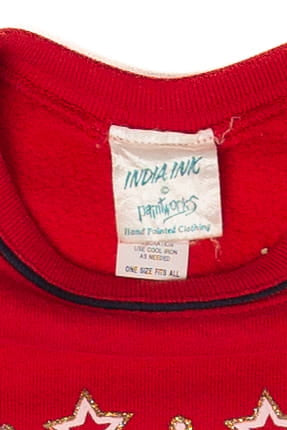 INDIA INK
©
paintworks
Hand Painted Clothing
USE COOL IRON
AS NEEDED
ONE SIZE FITS ALL